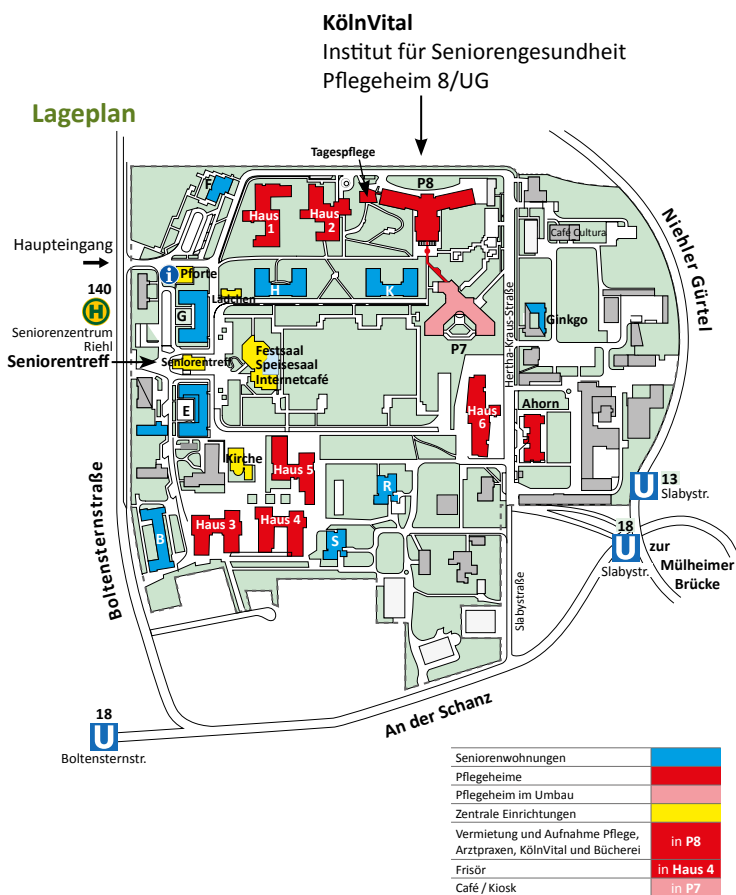 KölnVital
Institut für Seniorengesundheit
Pflegeheim 8/UG
Lageplan
Tagespflege
P8
F
Haus
1
Haus
2
Niehler Gürtel
Café Cultura
Haupteingang
i Pforte
140
H
Lädchen
H
K
Seniorenzentrum
Riehl
G
Ginkgo
Hertha-Kraus-Straße
Festsaal
Speisesaal
Internetcafé
P7
Seniorentreff
Seniorentreff
E
Haus
6
Ahorn
Kirche
Haus 5
R
13
U
Slabystr.
Boltensternstraße
B
Haus 3
Haus 4
S
18
U
Slabystr.
zur
Mülheimer
Brücke
Slabystraße
An der Schanz
18
U
Boltensternstr.
Seniorenwohnungen
Pflegeheime
Pflegeheim im Umbau
Zentrale Einrichtungen
Vermietung und Aufnahme Pflege,
Arztpraxen, KölnVital und Bücherei
in P8
Frisör in Haus 4
Café / Kiosk in P7